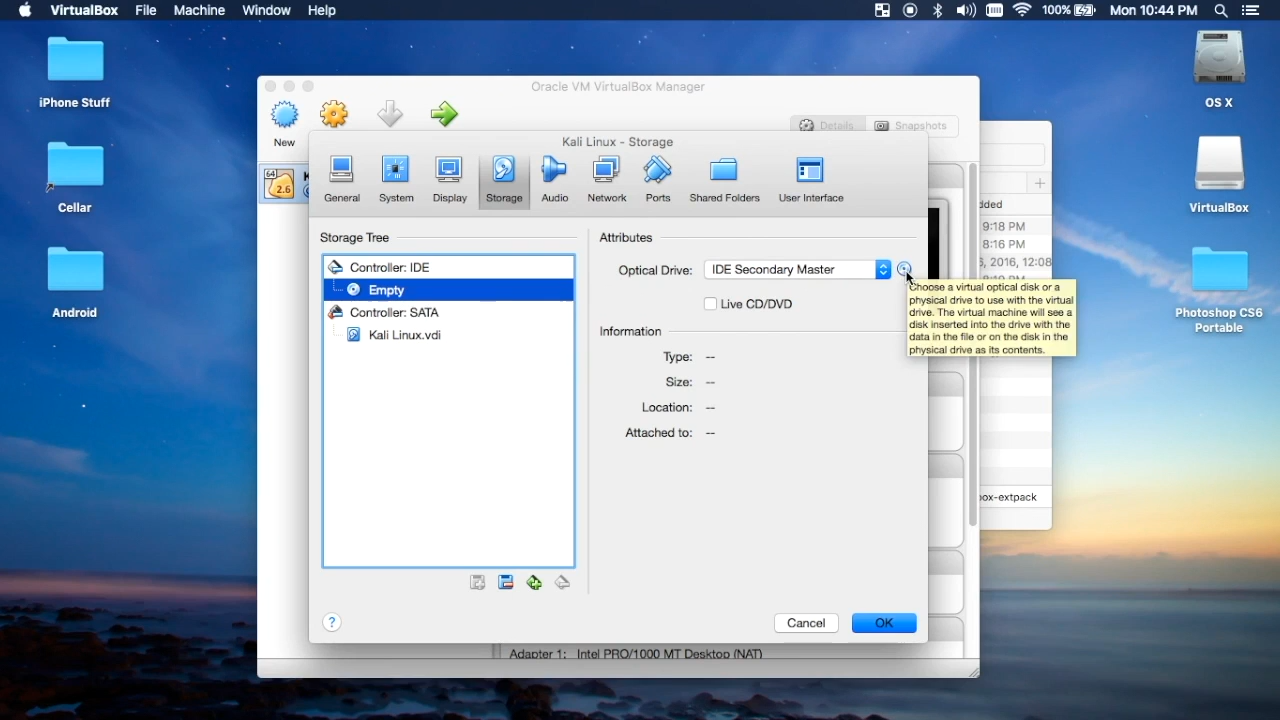 VirtualBox File Machine Window Help
100% Mon 10:44 PM
iPhone Stuff
Cellar
Android
OS X
VirtualBox
Photoshop CS6
Portable
Oracle VM VirtualBox Manager
New
Details Snapshots
64
2.6
Kali Linux - Storage
General System Display Storage Audio Network Ports Shared Folders User Interface
Storage Tree
Controller: IDE
Empty
Controller: SATA
Kali Linux.vdi
Attributes
Optical Drive: IDE Secondary Master
Live CD/DVD
Information
Type: --
Size: --
Location: --
Attached to: --
Choose a virtual optical disk or a
physical drive to use with the virtual
drive. The virtual machine will see a
disk inserted into the drive with the
data in the file or on the disk in the
physical drive as its contents.
?
Cancel OK
Adapter 1: Intel PRO/1000 MT Desktop (NAT)
dded
9:18 PM
8:16 PM
6, 2016, 12:08
box-extpack